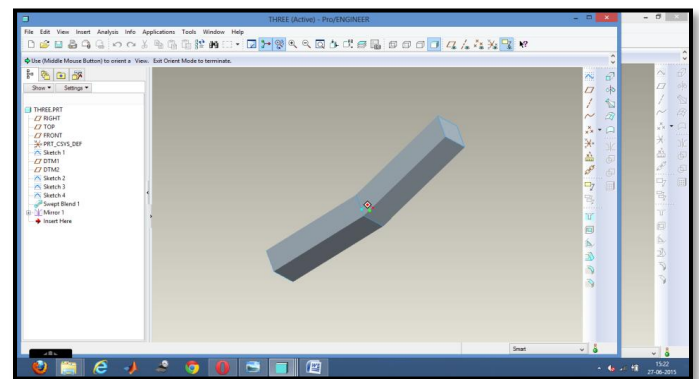 THREE (Active) - Pro/ENGINEER
File Edit View Insert Analysis Info Applications Tools Window Help
Use (Middle Mouse Button) to orient a View. Exit Orient Mode to terminate.
Show Settings
THREE.PRT
RIGHT
TOP
FRONT
PRT_CSYS_DEF
Sketch 1
DTM1
DTM2
Sketch 2
Sketch 3
Sketch 4
Swept Blend 1
Mirror 1
Insert Here
Smart
15:22
27-06-2015